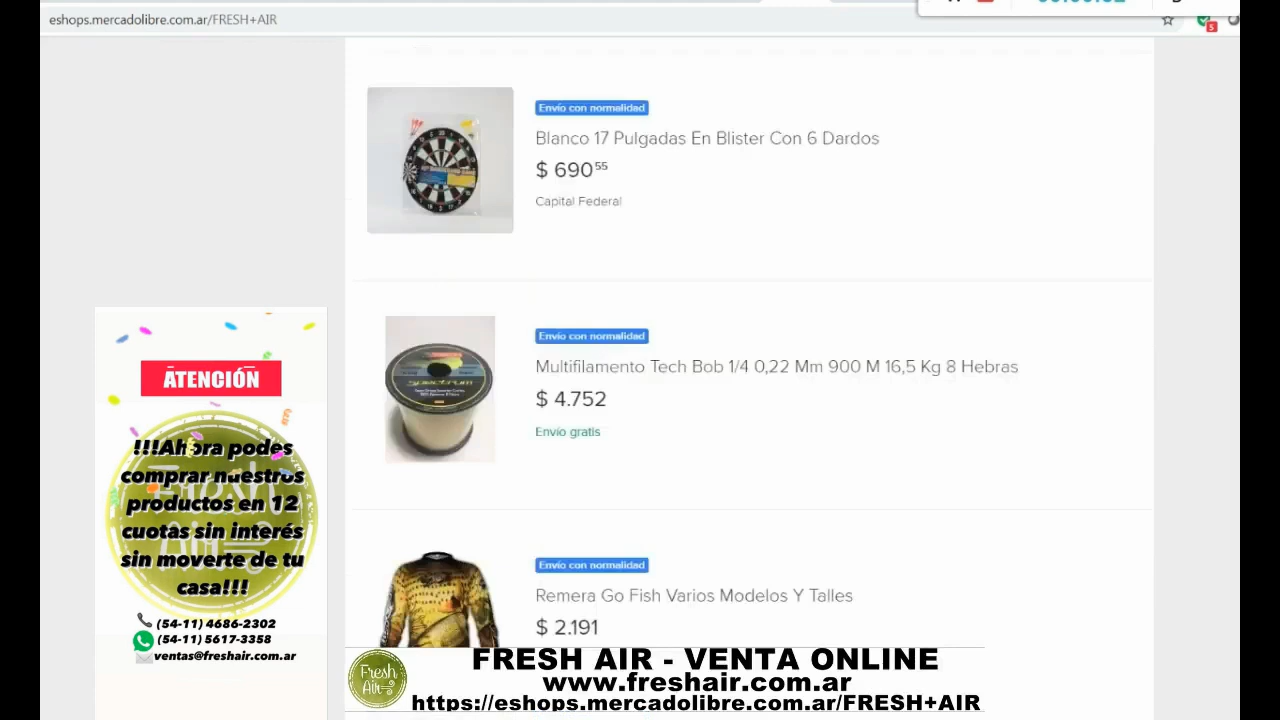 eshops.mercadolibre.com.ar/FRESH+AIR
Envío con normalidad
Blanco 17 Pulgadas En Blister Con 6 Dardos
$ 690 55
Capital Federal
Envío con normalidad
Multifilamento Tech Bob 1/4 0,22 Mm 900 M 16,5 Kg 8 Hebras
$ 4.752
Envío gratis
Envío con normalidad
Remera Go Fish Varios Modelos Y Talles
$ 2.191
ATENCIÓN
!!!Ahora podes
comprar nuestros
productos en 12
cuotas sin interés
sin moverte de tu
casa!!!
(54-11) 4686-2302
(54-11) 5617-3358
ventas@freshair.com.ar
Fresh
Air
FRESH AIR - VENTA ONLINE
www.freshair.com.ar
https://eshops.mercadolibre.com.ar/FRESH+AIR